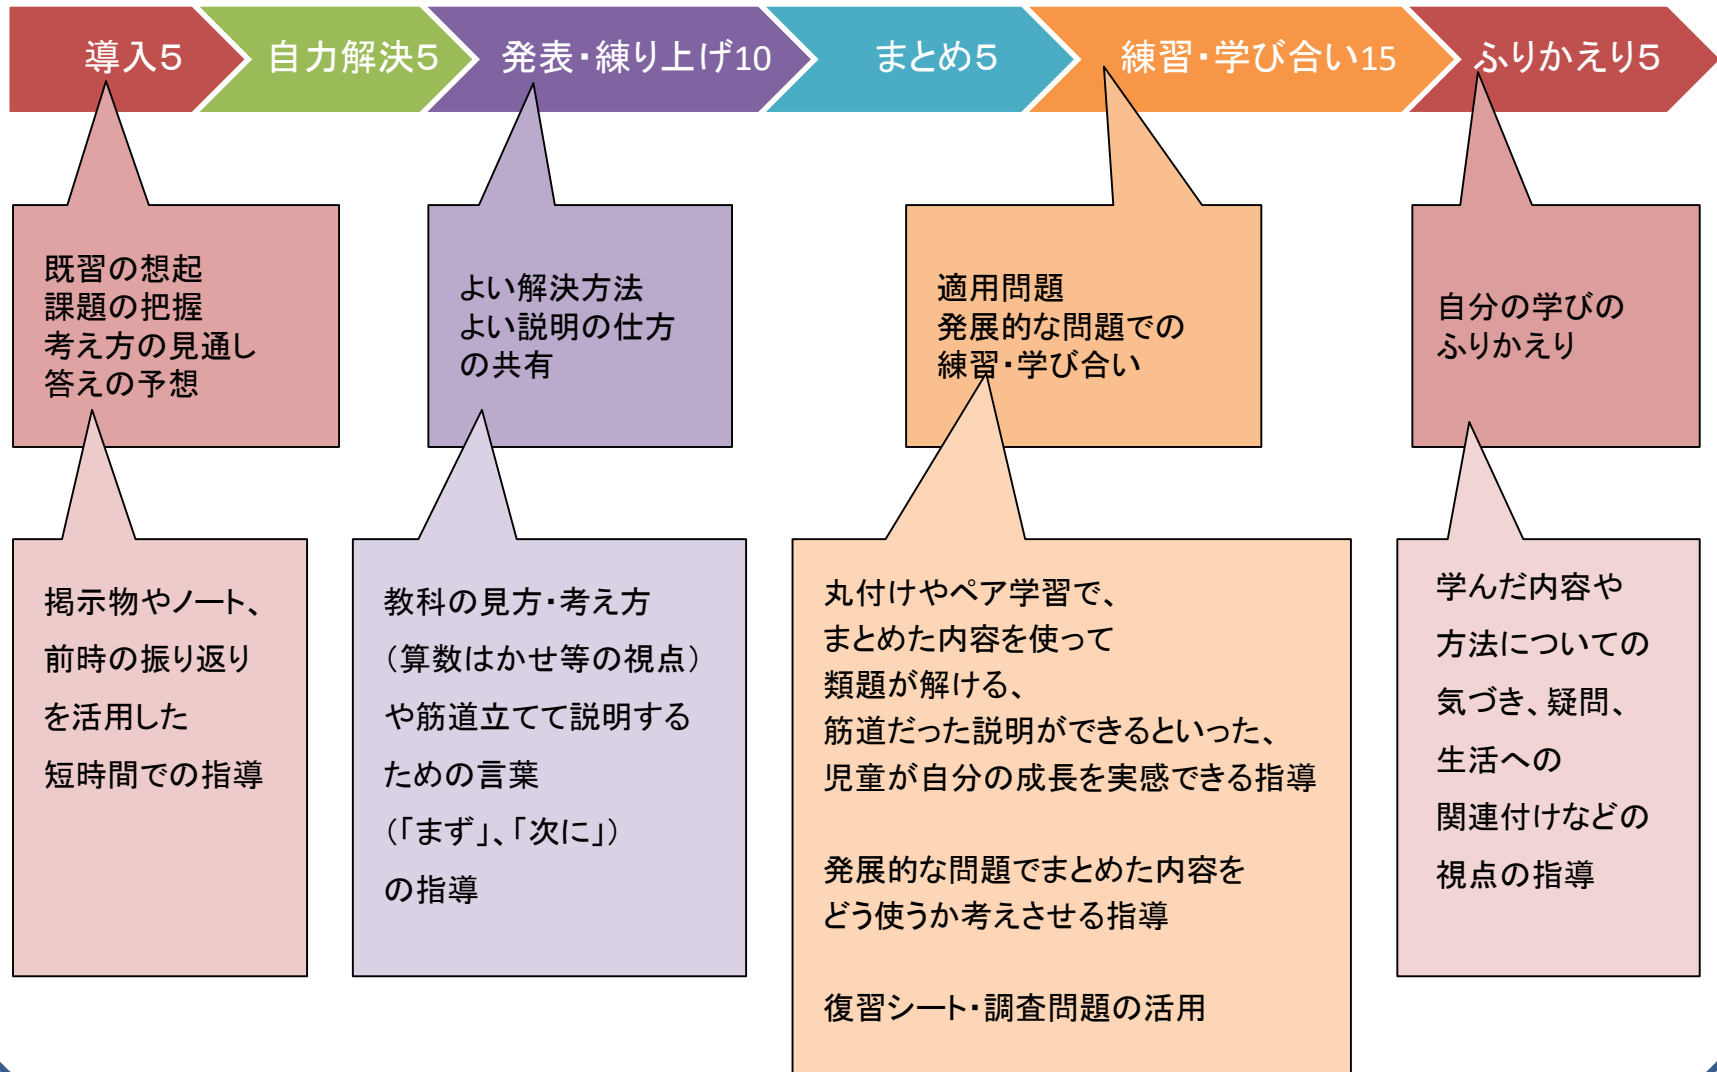 導入5
自力解決5
発表・練り上げ10
まとめ5
練習・学び合い15
ふりかえり5
既習の想起
課題の把握
考え方の見通し
答えの予想
よい解決方法
よい説明の仕方
の共有
適用問題
発展的な問題での
練習・学び合い
自分の学びの
ふりかえり
掲示物やノート、
前時の振り返り
を活用した
短時間での指導
教科の見方・考え方
（算数はかせ等の視点）
や筋道立てて説明する
ための言葉
（「まず」、「次に」）
の指導
丸付けやペア学習で、
まとめた内容を使って
類題が解ける、
筋道だった説明ができるといった、
児童が自分の成長を実感できる指導
発展的な問題でまとめた内容を
どう使うか考えさせる指導
復習シート・調査問題の活用
学んだ内容や
方法についての
気づき、疑問、
生活への
関連付けなどの
視点の指導